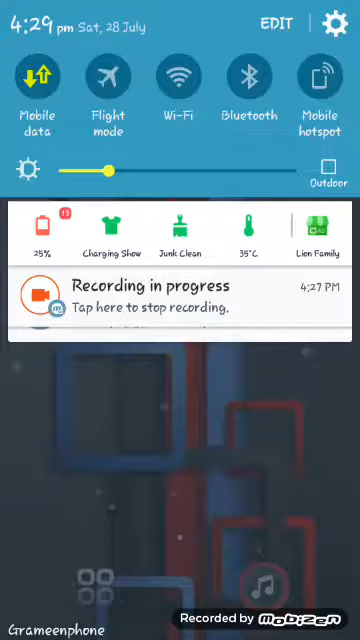 4:29 pm Sat, 28 July EDIT
Mobile data
Flight mode
Wi-Fi
Bluetooth
Mobile hotspot
Outdoor
13
AD
25%
Charging Show
Junk Clean
35°C
Lion Family
Recording in progress 4:27 PM
Tap here to stop recording.
Recorded by mobizen
Grameenphone